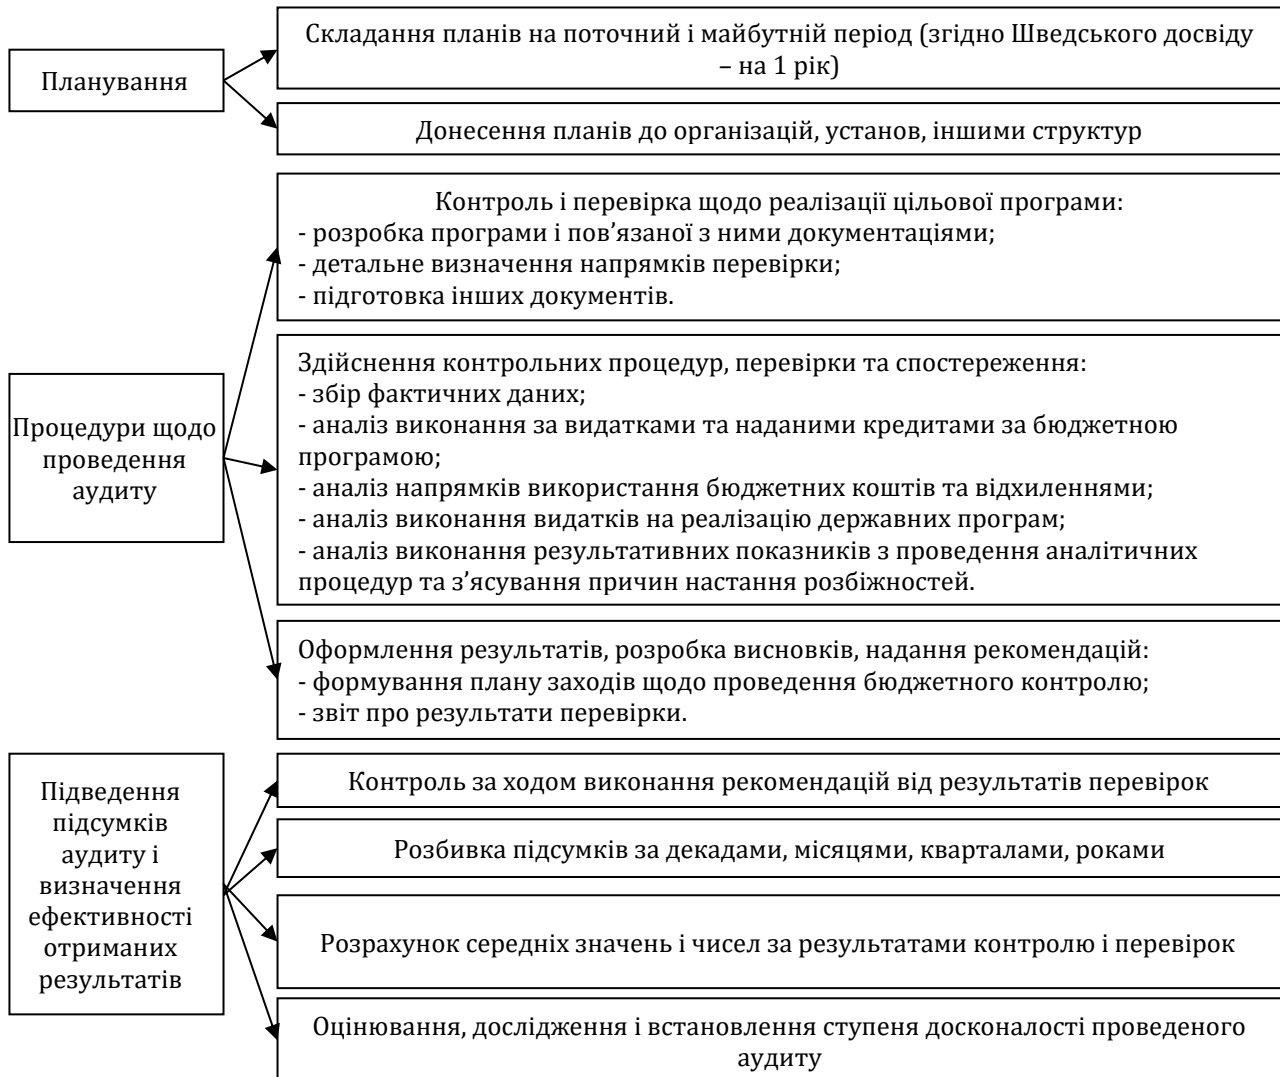 Планування
Складання планів на поточний і майбутній період (згідно Шведського досвіду
– на 1 рік)
Донесення планів до організацій, установ, іншими структур
Процедури щодо
проведення
аудиту
Контроль і перевірка щодо реалізації цільової програми:
- розробка програми і пов’язаної з ними документаціями;
- детальне визначення напрямків перевірки;
- підготовка інших документів.
Здійснення контрольних процедур, перевірки та спостереження:
- збір фактичних даних;
- аналіз виконання за видатками та наданими кредитами за бюджетною
програмою;
- аналіз напрямків використання бюджетних коштів та відхиленнями;
- аналіз виконання видатків на реалізацію державних програм;
- аналіз виконання результативних показників з проведення аналітичних
процедур та з’ясування причин настання розбіжностей.
Оформлення результатів, розробка висновків, надання рекомендацій:
- формування плану заходів щодо проведення бюджетного контролю;
- звіт про результати перевірки.
Підведення
підсумків
аудиту і
визначення
ефективності
отриманих
результатів
Контроль за ходом виконання рекомендацій від результатів перевірок
Розбивка підсумків за декадами, місяцями, кварталами, роками
Розрахунок середніх значень і чисел за результатами контролю і перевірок
Оцінювання, дослідження і встановлення ступеня досконалості проведеного
аудиту